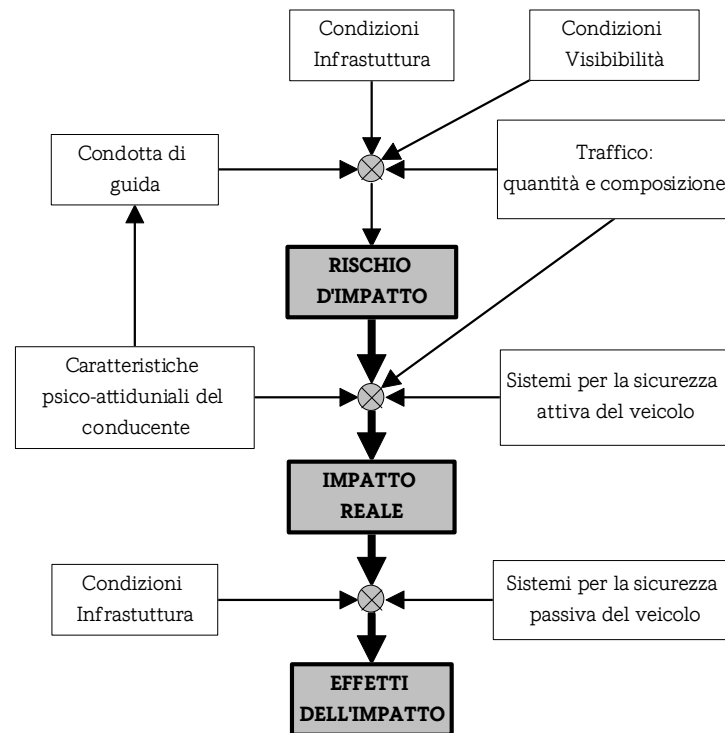 Condizioni
Infrastuttura
Condizioni
Visibibilità
Condotta di
guida
Traffico:
quantità e composizione
RISCHIO
D'IMPATTO
Caratteristiche
psico-attiduniali del
conducente
Sistemi per la sicurezza
attiva del veicolo
IMPATTO
REALE
Condizioni
Infrastuttura
Sistemi per la sicurezza
passiva del veicolo
EFFETTI
DELL'IMPATTO